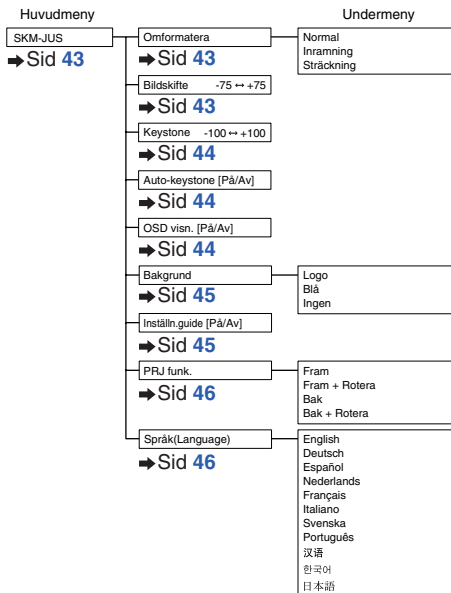 Huvudmeny
Undermeny
SKM-JUS
➡Sid 43
Omformatera
➡Sid 43
Normal
Inramning
Sträckning
Bildskifte -75 ↔ +75
➡Sid 43
Keystone -100 ↔ +100
➡Sid 44
Auto-keystone [På/Av]
➡Sid 44
OSD visn. [På/Av]
➡Sid 44
Bakgrund
➡Sid 45
Logo
Blå
Ingen
Inställn.guide [På/Av]
➡Sid 45
PRJ funk.
➡Sid 46
Fram
Fram + Rotera
Bak
Bak + Rotera
Språk(Language)
➡Sid 46
English
Deutsch
Español
Nederlands
Français
Italiano
Svenska
Português
汉语
한국어
日本語